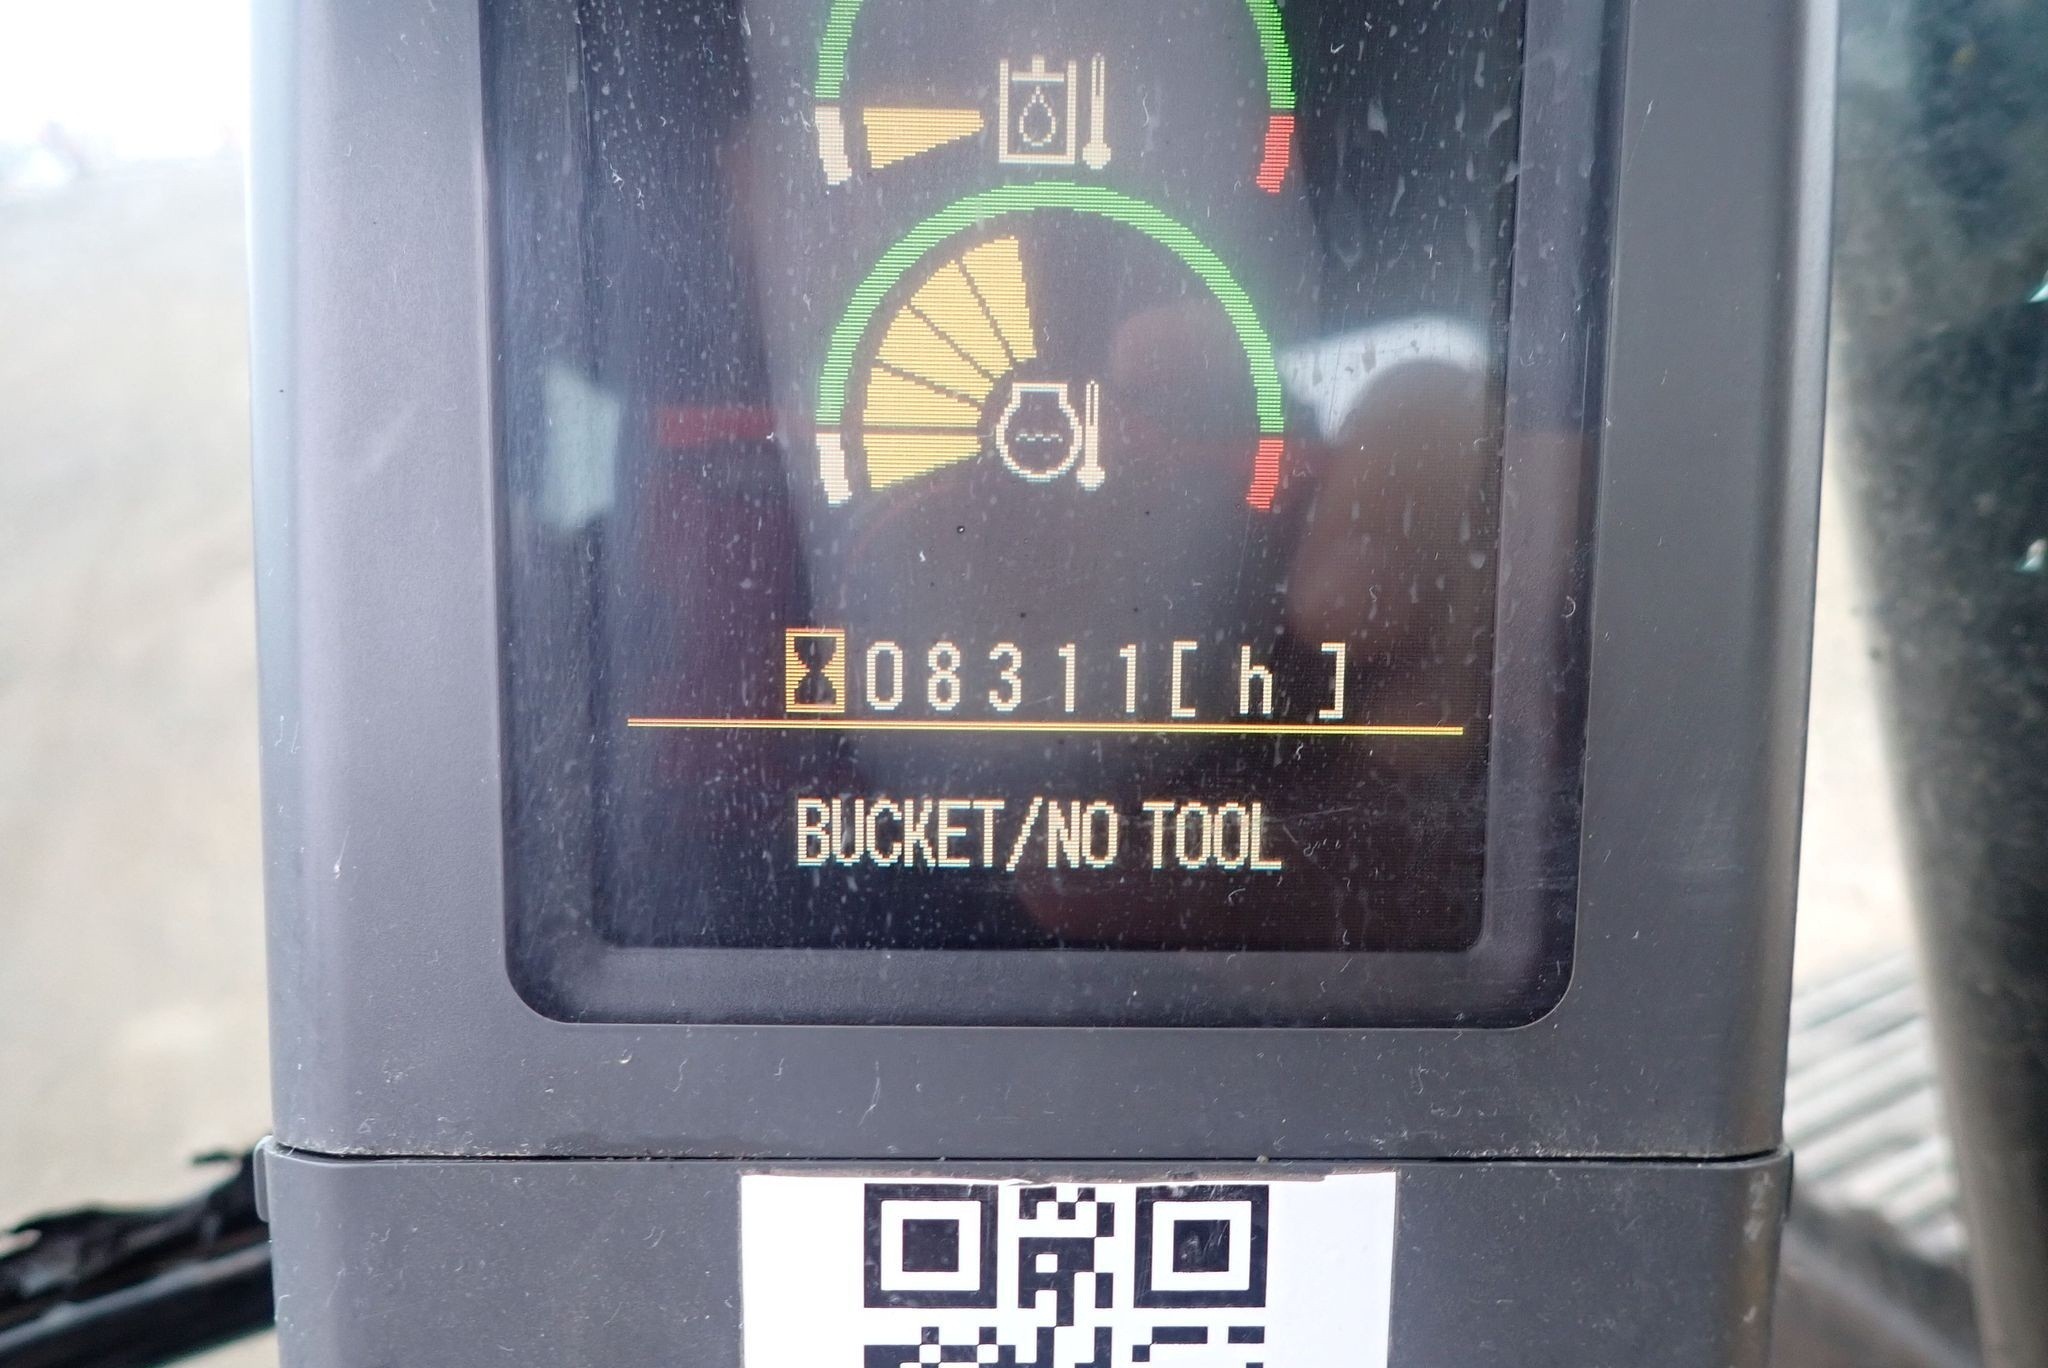 08311[ h ]
BUCKET/NO TOOL